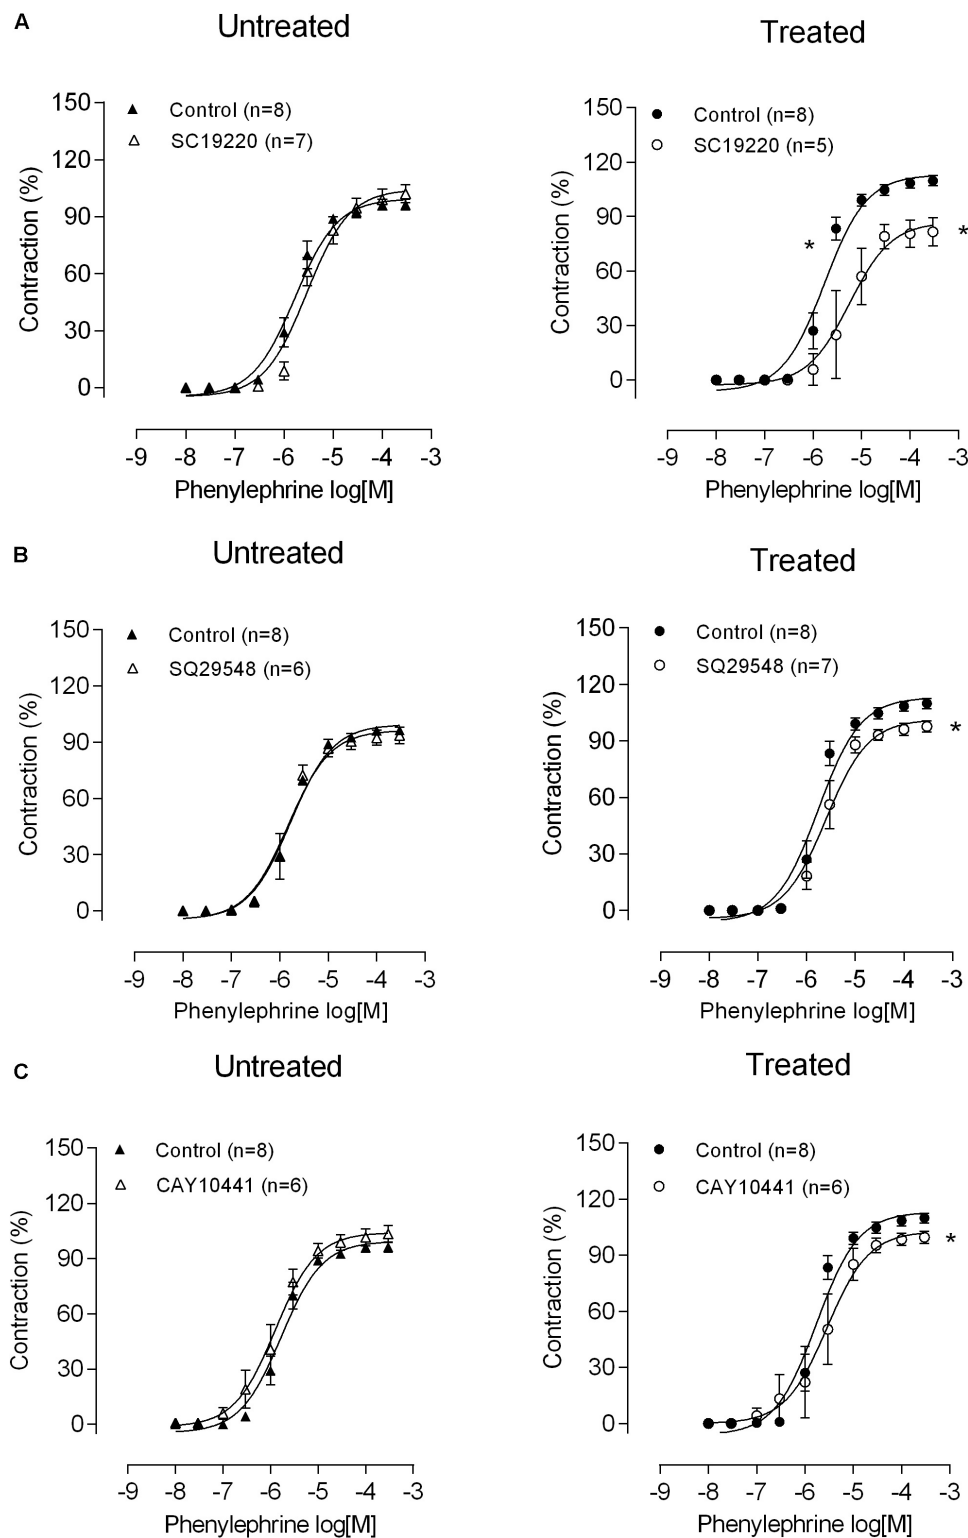 A
Untreated
Control (n=8)
SC19220 (n=7)
150
120
90
60
30
0
Contraction (%)
-9 -8 -7 -6 -5 -4 -3
Phenylephrine log[M]
Treated
Control (n=8)
SC19220 (n=5)
150
120
90
60
30
0
Contraction (%)
*
*
-9 -8 -7 -6 -5 -4 -3
Phenylephrine log[M]
B
Untreated
Control (n=8)
SQ29548 (n=6)
150
120
90
60
30
0
Contraction (%)
-9 -8 -7 -6 -5 -4 -3
Phenylephrine log[M]
Treated
Control (n=8)
SQ29548 (n=7)
150
120
90
60
30
0
Contraction (%)
*
-9 -8 -7 -6 -5 -4 -3
Phenylephrine log[M]
C
Untreated
Control (n=8)
CAY10441 (n=6)
150
120
90
60
30
0
Contraction (%)
-9 -8 -7 -6 -5 -4 -3
Phenylephrine log[M]
Treated
Control (n=8)
CAY10441 (n=6)
150
120
90
60
30
0
Contraction (%)
*
-9 -8 -7 -6 -5 -4 -3
Phenylephrine log[M]